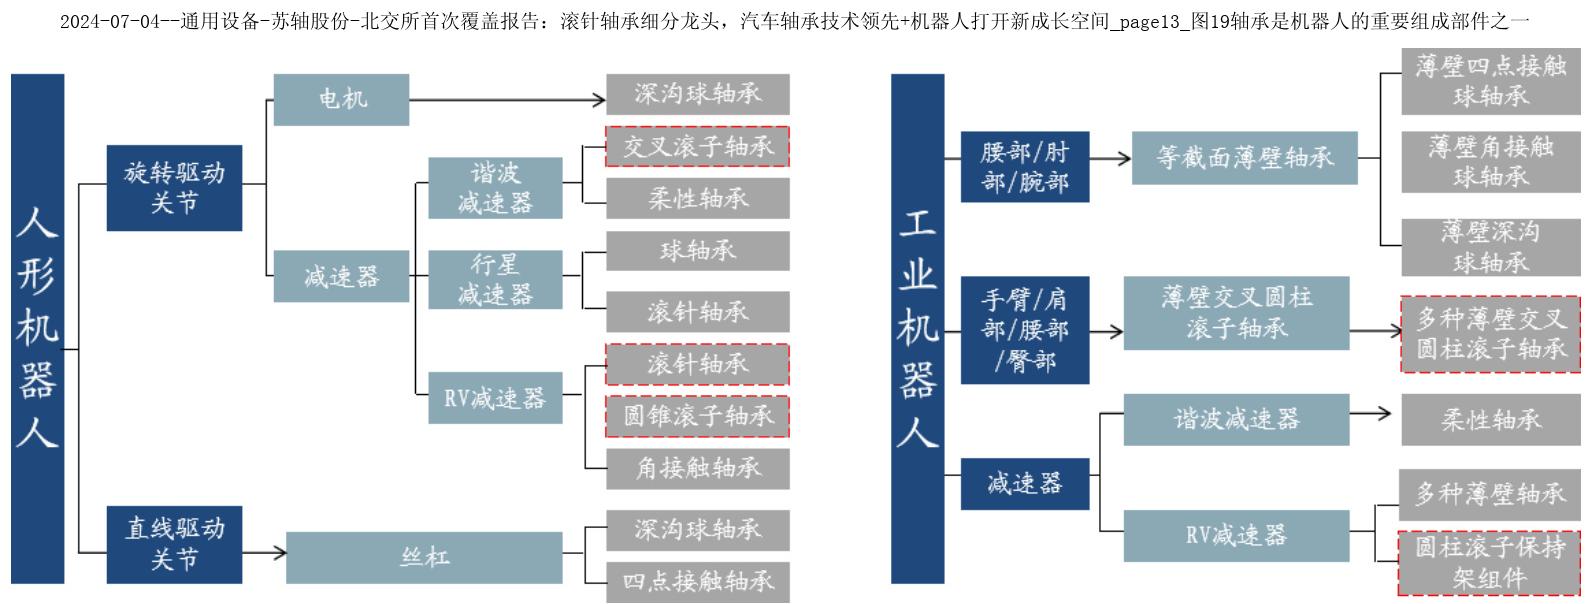 2024-07-04--通用设备-苏轴股份-北交所首次覆盖报告：滚针轴承细分龙头，汽车轴承技术领先+机器人打开新成长空间_page13_图19轴承是机器人的重要组成部件之一
人
形
机
器
人
旋转驱动
关节
电机
深沟球轴承
减速器
谐波
减速器
交叉滚子轴承
柔性轴承
行星
减速器
球轴承
滚针轴承
RV减速器
滚针轴承
圆锥滚子轴承
角接触轴承
直线驱动
关节
丝杠
深沟球轴承
四点接触轴承
工
业
机
器
人
腰部/肘
部/腕部
等截面薄壁轴承
薄壁四点接触
球轴承
薄壁角接触
球轴承
薄壁深沟
球轴承
手臂/肩
部/腰部
/臀部
薄壁交叉圆柱
滚子轴承
多种薄壁交叉
圆柱滚子轴承
减速器
谐波减速器
柔性轴承
RV减速器
多种薄壁轴承
圆柱滚子保持
架组件